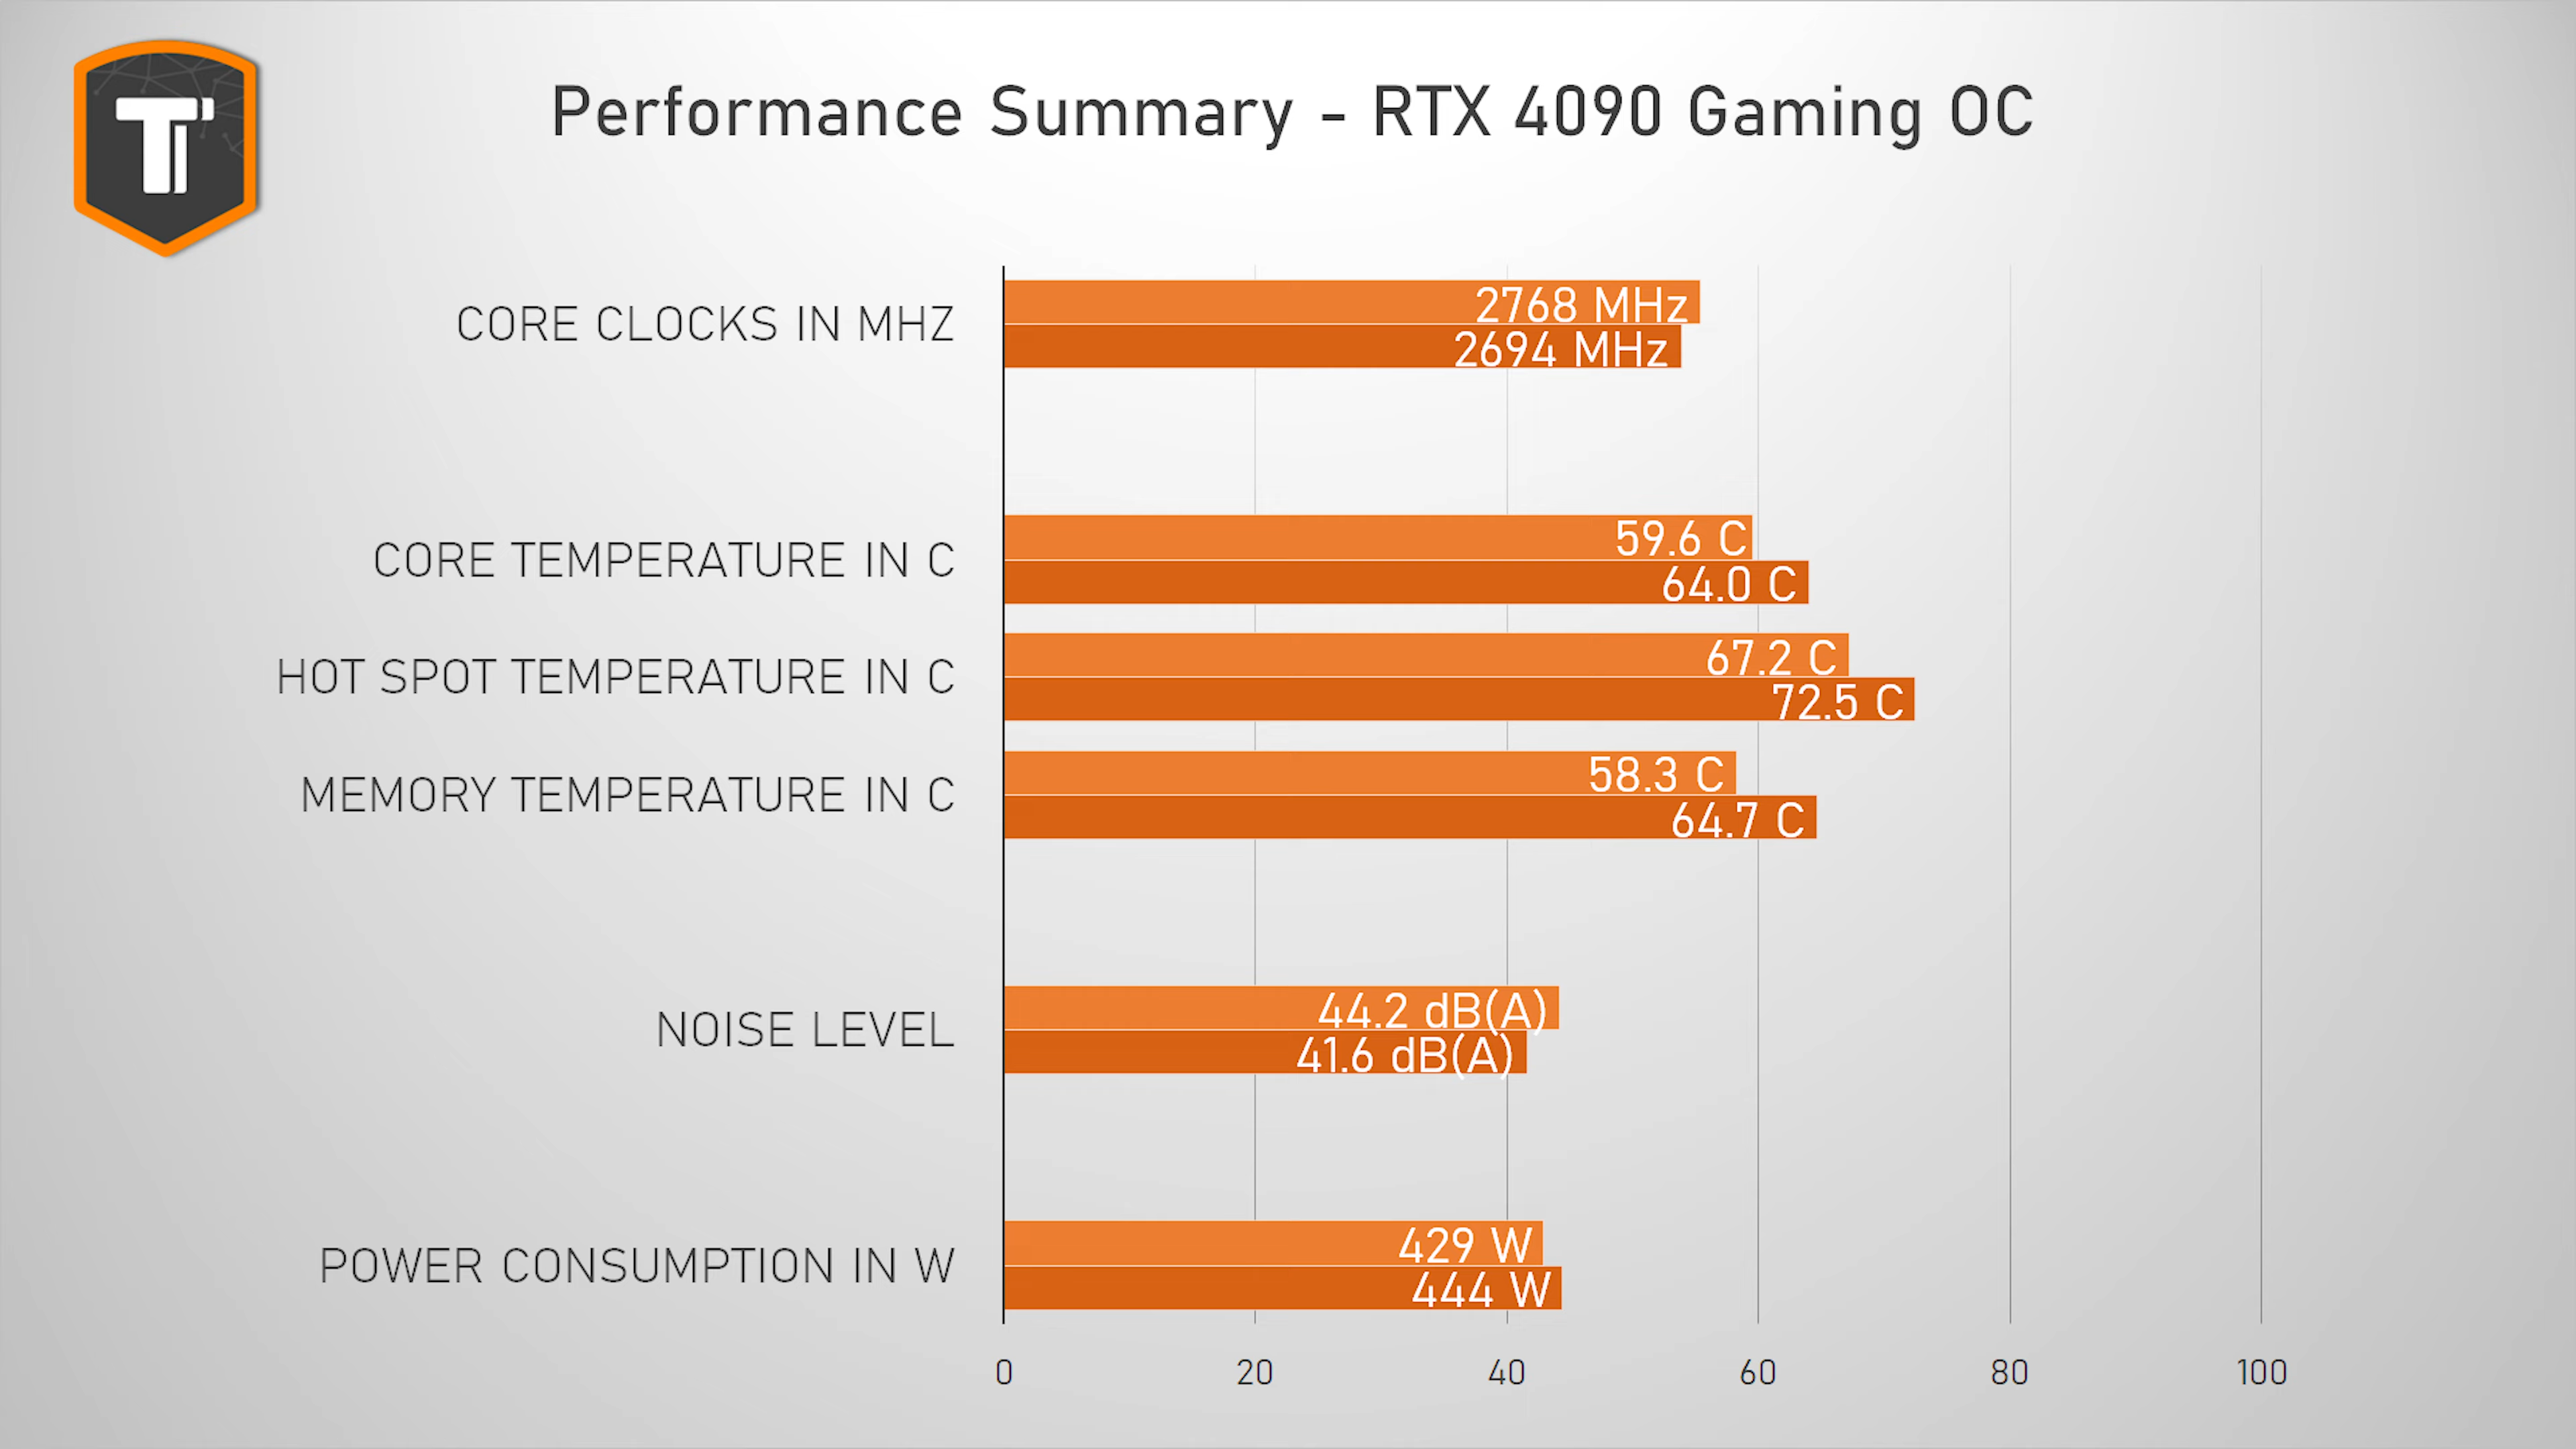 T
Performance Summary - RTX 4090 Gaming OC
CORE CLOCKS IN MHZ
2768 MHz
2694 MHz
CORE TEMPERATURE IN C
59.6 C
64.0 C
HOT SPOT TEMPERATURE IN C
67.2 C
72.5 C
MEMORY TEMPERATURE IN C
58.3 C
64.7 C
NOISE LEVEL
44.2 dB(A)
41.6 dB(A)
POWER CONSUMPTION IN W
429 W
444 W
0 20 40 60 80 100